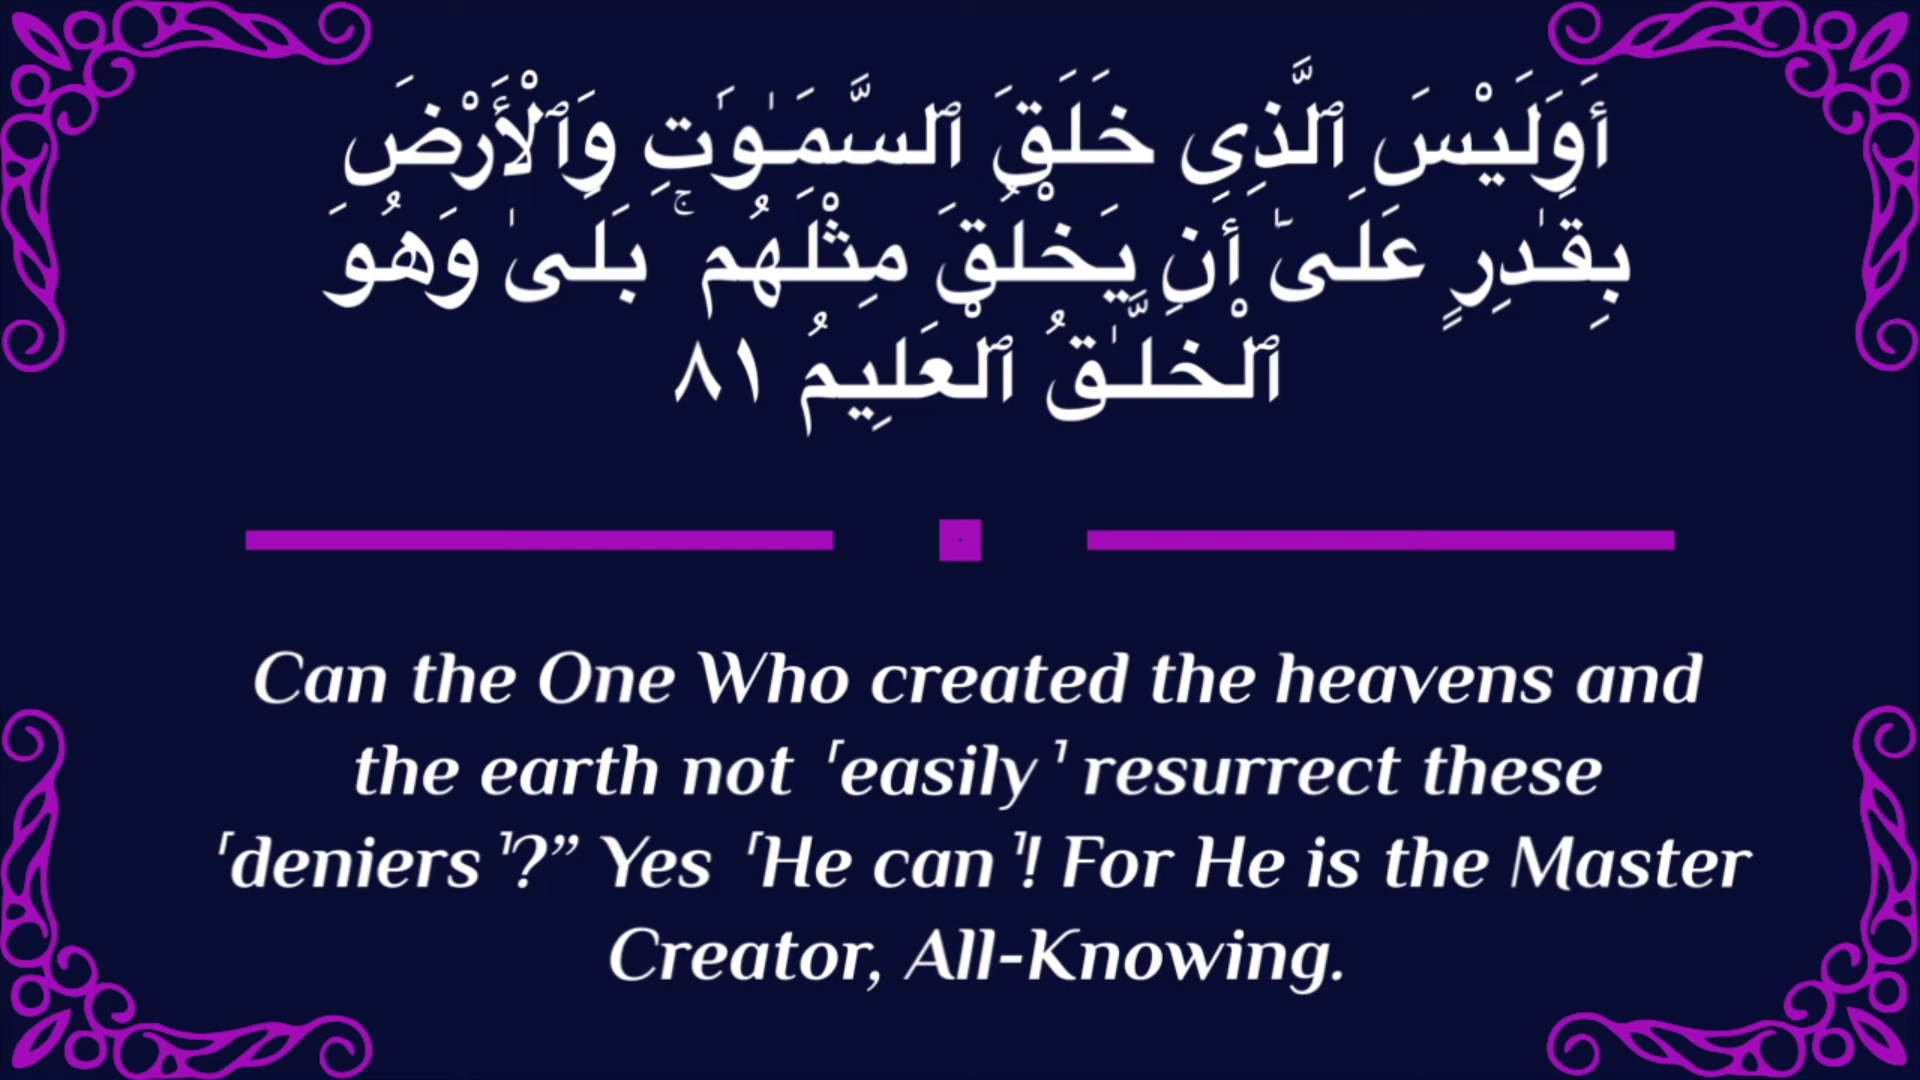 أَوَلَيْسَ ٱلَّذِى خَلَقَ ٱلسَّمَـٰوَٰتِ وَٱلْأَرْضَ
بِقَـٰدِرٍ عَلَىٰٓ أَن يَخْلُقَ مِثْلَهُم ۚ بَلَىٰ وَهُوَ
ٱلْخَلَّـٰقُ ٱلْعَلِيمُ ٨١
Can the One Who created the heavens and
the earth not ˹easily˺ resurrect these
˹deniers˺?” Yes ˹He can˺! For He is the Master
Creator, All-Knowing.